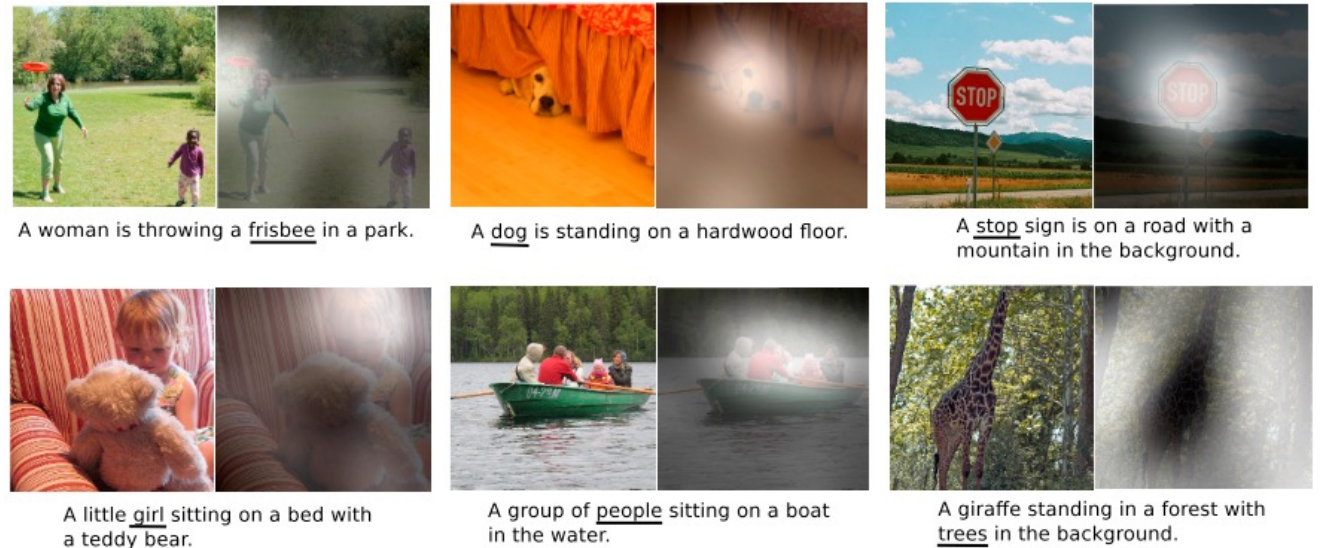 STOP
STOP
A woman is throwing a frisbee in a park.
A dog is standing on a hardwood floor.
A stop sign is on a road with a
mountain in the background.
A little girl sitting on a bed with
a teddy bear.
A group of people sitting on a boat
in the water.
A giraffe standing in a forest with
trees in the background.